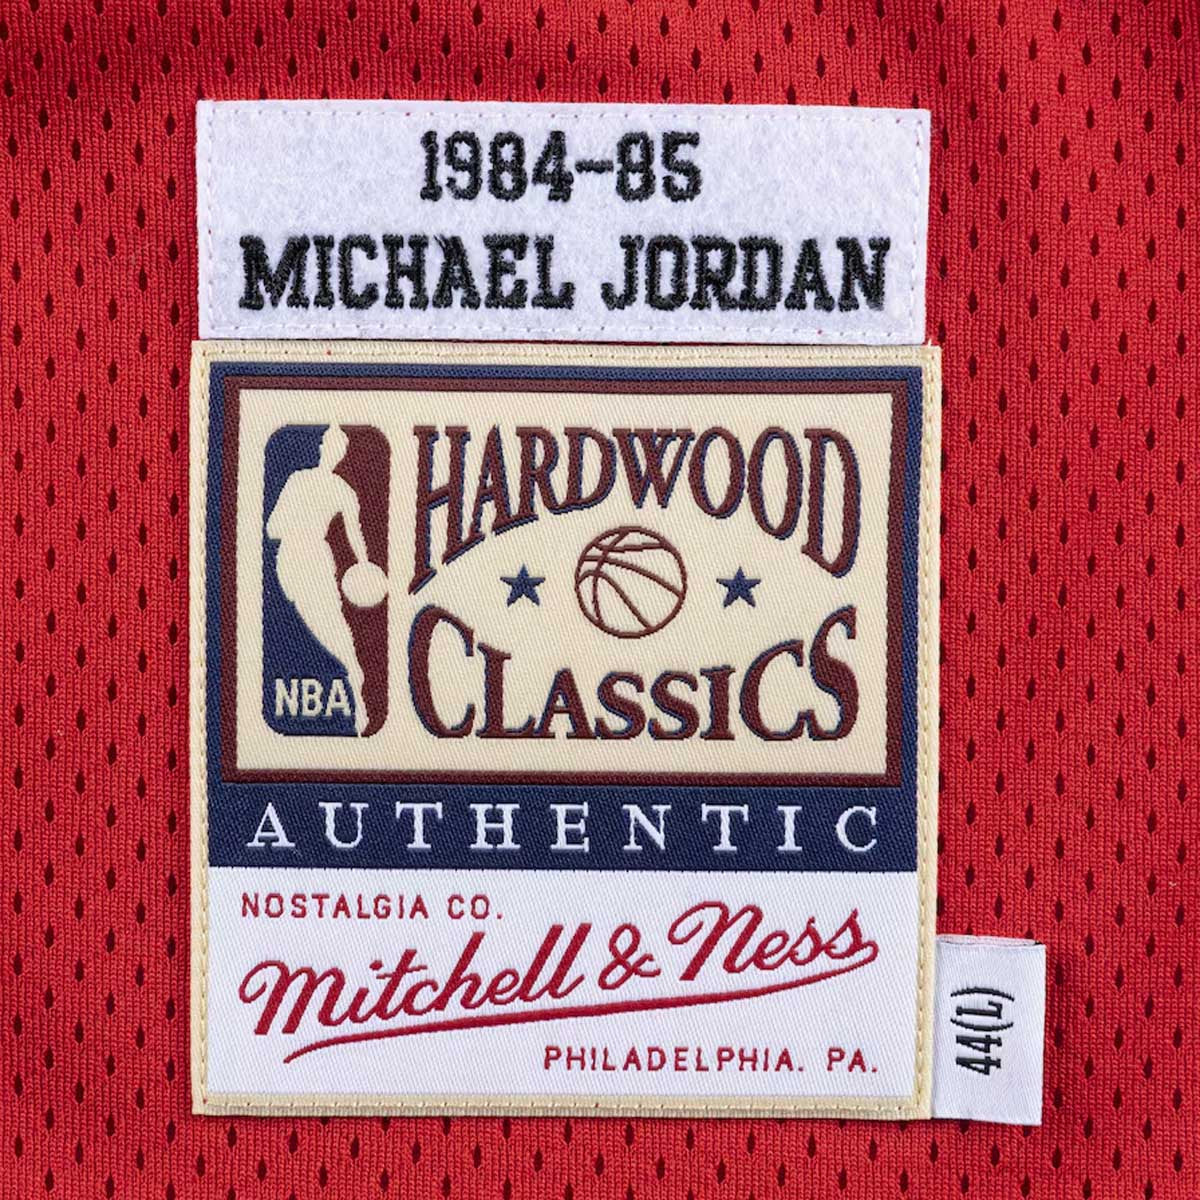 1984-85
MICHAEL JORDAN
HARDWOOD
CLASSICS
NBA
AUTHENTIC
NOSTALGIA CO.
Mitchell & Ness
PHILADELPHIA. PA.
44(L)